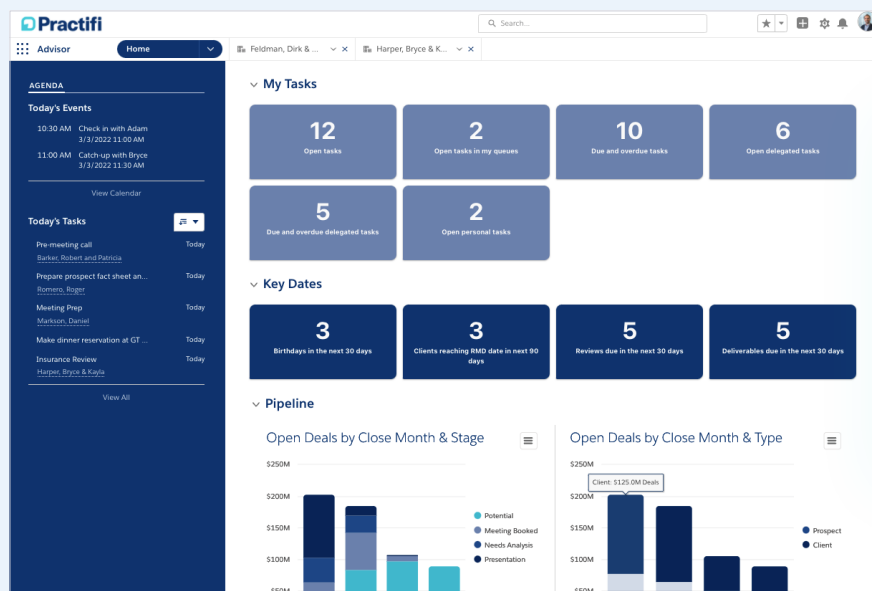 Practifi
Search...
Advisor
Home
Feldman, Dirk & ...
Harper, Bryce & K...
AGENDA
Today's Events
10:30 AM Check in with Adam
3/3/2022 11:00 AM
11:00 AM Catch-up with Bryce
3/3/2022 11:30 AM
View Calendar
Today's Tasks
Pre-meeting call Today
Barker, Robert and Patricia
Prepare prospect fact sheet an... Today
Romero, Roger
Meeting Prep Today
Markson, Daniel
Make dinner reservation at GT ... Today
Insurance Review Today
Harper, Bryce & Kayla
View All
My Tasks
12
Open tasks
2
Open tasks in my queues
10
Due and overdue tasks
6
Open delegated tasks
5
Due and overdue delegated tasks
2
Open personal tasks
Key Dates
3
Birthdays in the next 30 days
3
Clients reaching RMD date in next 90
days
5
Reviews due in the next 30 days
5
Deliverables due in the next 30 days
Pipeline
Open Deals by Close Month & Stage
$250M
$200M
$150M
$100M
$50M
Potential
Meeting Booked
Needs Analysis
Presentation
Open Deals by Close Month & Type
$250M
Client: $125.0M Deals
$200M
$150M
$100M
$50M
Prospect
Client